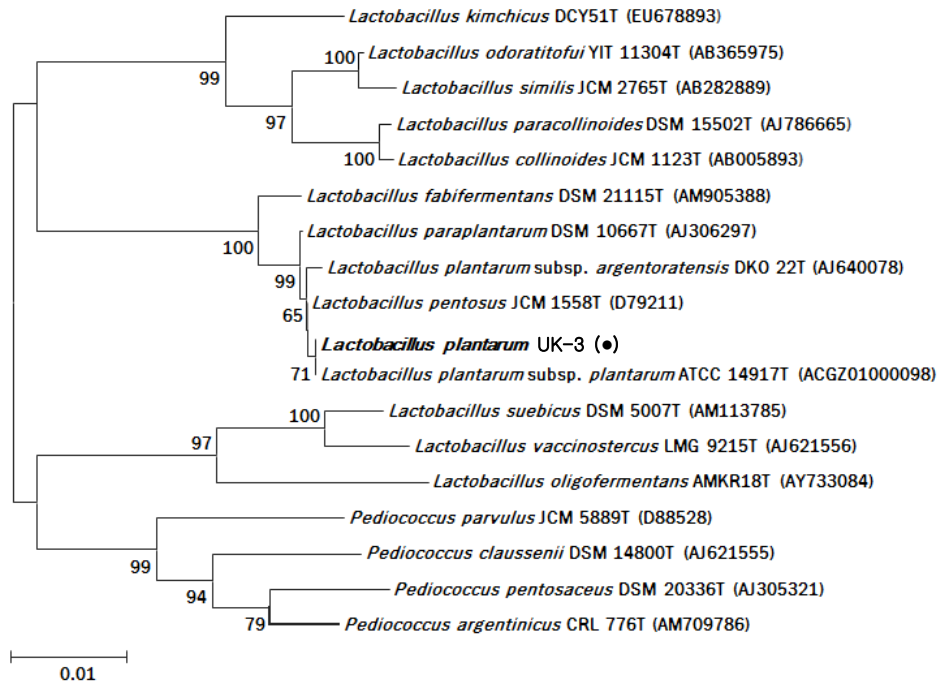 Lactobacillus kimchicus DCY51T (EU678893)
100 Lactobacillus odoratitofui YIT 11304T (AB365975)
99
Lactobacillus similis JCM 2765T (AB282889)
97 Lactobacillus paracollinoides DSM 15502T (AJ786665)
100 Lactobacillus collinoides JCM 1123T (AB005893)
Lactobacillus fabifermentans DSM 21115T (AM905388)
Lactobacillus paraplantarum DSM 10667T (AJ306297)
100
Lactobacillus plantarum subsp. argentoratensis DKO 22T (AJ640078)
99
Lactobacillus pentosus JCM 1558T (D79211)
65
Lactobacillus plantarum UK-3 (●)
71 Lactobacillus plantarum subsp. plantarum ATCC 14917T (ACGZ01000098)
100 Lactobacillus suebicus DSM 5007T (AM113785)
97 Lactobacillus vaccinostercus LMG 9215T (AJ621556)
Lactobacillus oligofermentans AMKR18T (AY733084)
Pediococcus parvulus JCM 5889T (D88528)
Pediococcus claussenii DSM 14800T (AJ621555)
99
Pediococcus pentosaceus DSM 20336T (AJ305321)
94
79 Pediococcus argentinicus CRL 776T (AM709786)
0.01